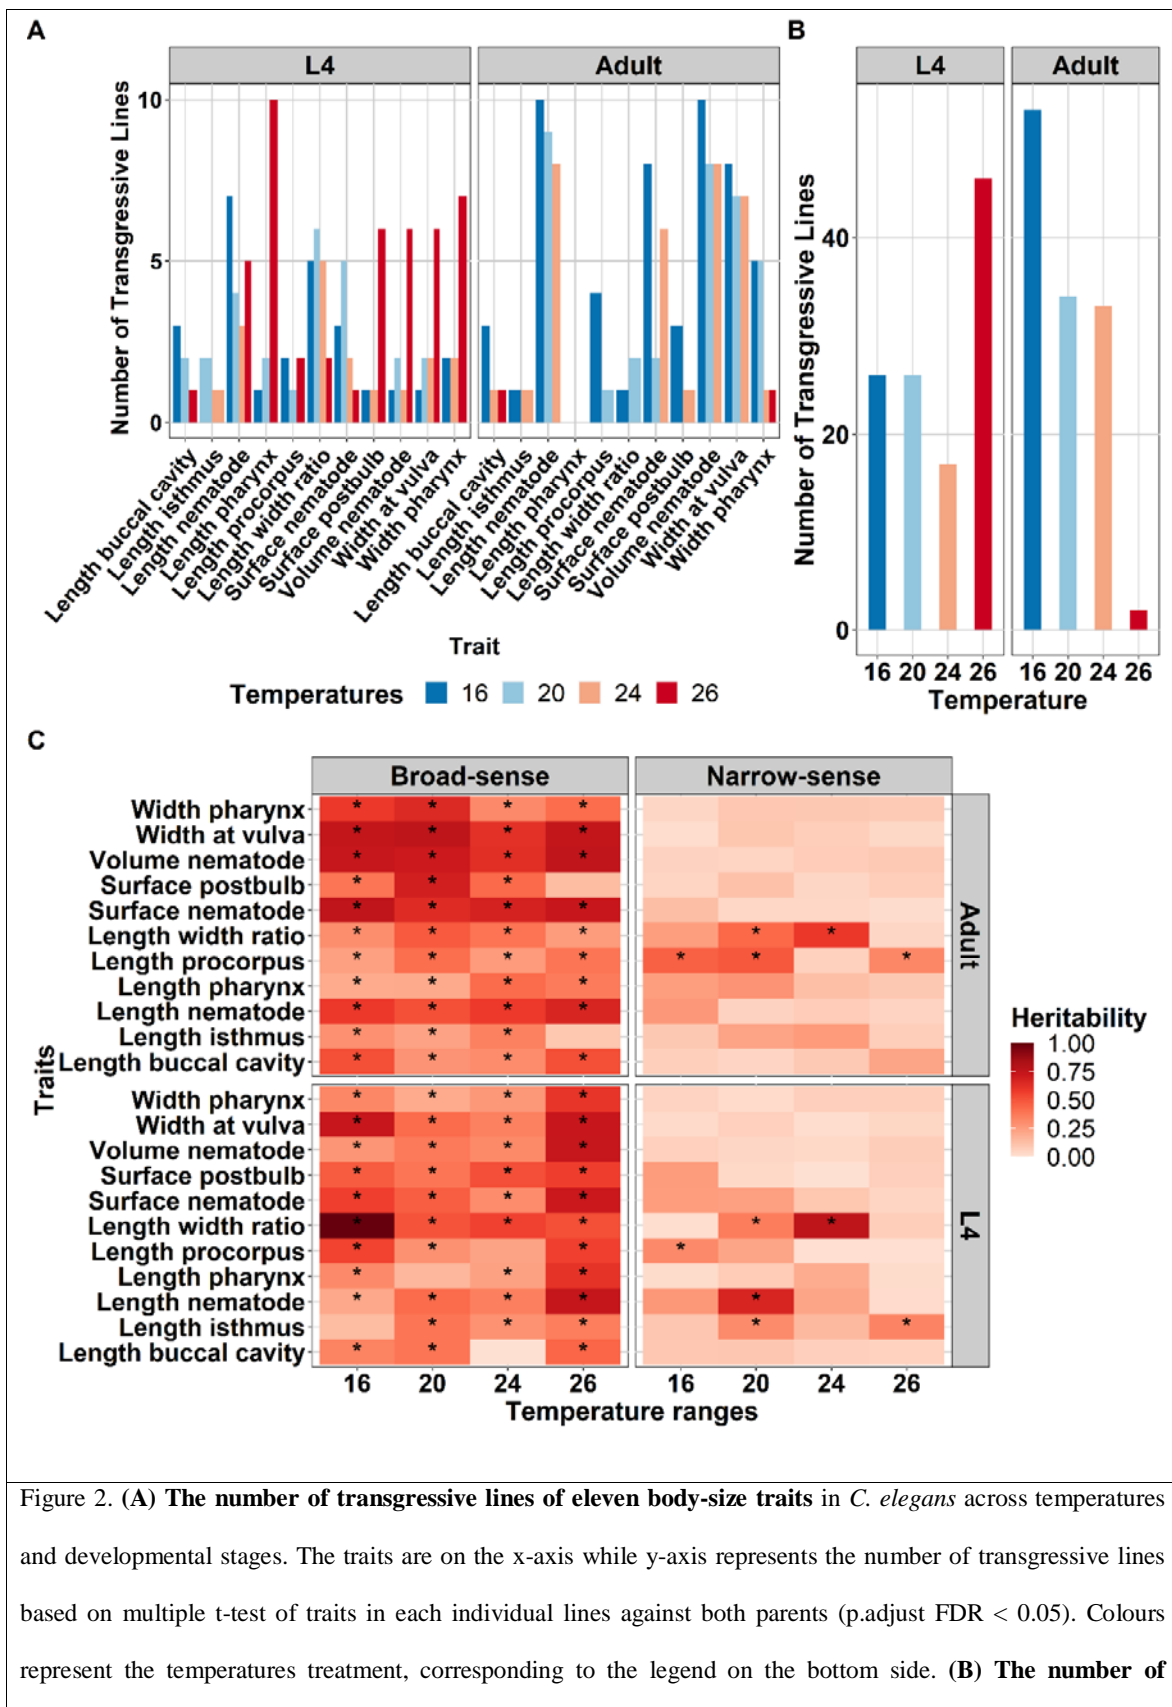 A
L4
Adult
Number of Transgressive Lines
10
5
0
Length buccal cavity
Length isthmus
Length nematode
Length pharynx
Length procorpus
Length width ratio
Surface nematode
Surface postbulb
Volume nematode
Width at vulva
Width pharynx
Length buccal cavity
Length isthmus
Length nematode
Length pharynx
Length procorpus
Length width ratio
Surface nematode
Surface postbulb
Volume nematode
Width at vulva
Width pharynx
Trait
Temperatures 16 20 24 26
B
L4
Adult
Number of Transgressive Lines
40
20
0
16 20 24 26 16 20 24 26
Temperature
C
Broad-sense
Narrow-sense
Traits
Width pharynx * * * *
Width at vulva * * * *
Volume nematode * * * *
Surface postbulb * * *
Surface nematode * * * *
Length width ratio * * * * * *
Length procorpus * * * * * * *
Length pharynx * * * *
Length nematode * * * *
Length isthmus * * *
Length buccal cavity * * * *
Adult
Width pharynx * * * *
Width at vulva * * * *
Volume nematode * * * *
Surface postbulb * * * *
Surface nematode * * * *
Length width ratio * * * * * *
Length procorpus * * * *
Length pharynx * * *
Length nematode * * * * *
Length isthmus * * * * *
Length buccal cavity * * *
L4
16 20 24 26 16 20 24 26
Temperature ranges
Heritability
1.00
0.75
0.50
0.25
0.00
Figure 2. (A) The number of transgressive lines of eleven body-size traits in C. elegans across temperatures
and developmental stages. The traits are on the x-axis while y-axis represents the number of transgressive lines
based on multiple t-test of traits in each individual lines against both parents (p.adjust FDR < 0.05). Colours
represent the temperatures treatment, corresponding to the legend on the bottom side. (B) The number of